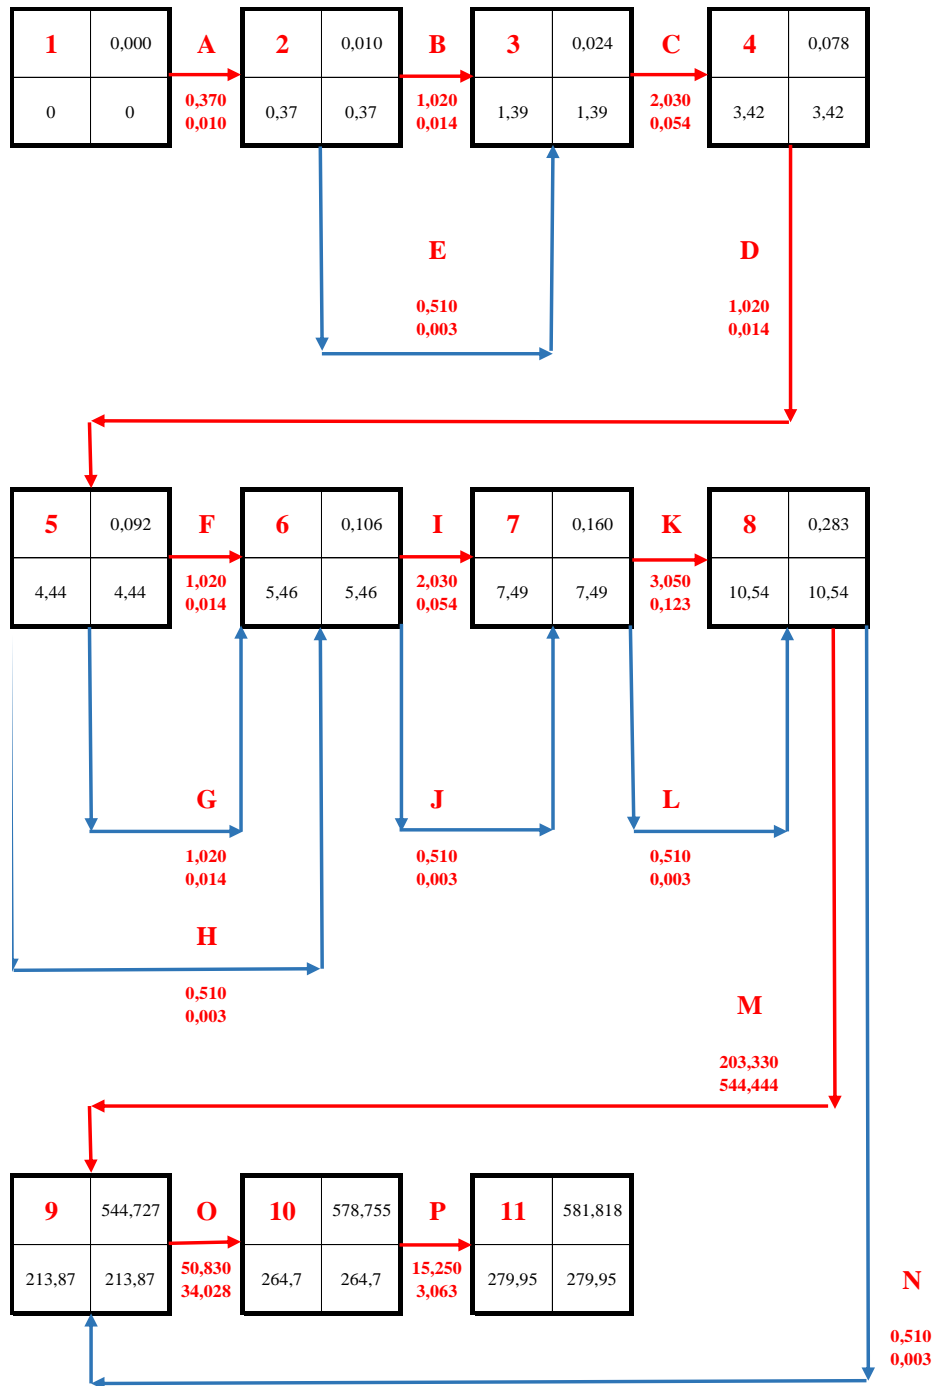 1 0,000 A 2 0,010 B 3 0,024 C 4 0,078
0 0 0,370 0,37 0,37 1,020 1,39 1,39 2,030 3,42 3,42
0,010 0,014 0,054
E D
0,510 1,020
0,003 0,014
5 0,092 F 6 0,106 I 7 0,160 K 8 0,283
4,44 4,44 1,020 5,46 5,46 2,030 7,49 7,49 3,050 10,54 10,54
0,014 0,054 0,123
G J L
1,020 0,510 0,510
0,014 0,003 0,003
H
0,510
0,003
M
203,330
544,444
9 544,727 O 10 578,755 P 11 581,818
213,87 213,87 50,830 264,7 264,7 15,250 279,95 279,95 N
34,028 3,063
0,510
0,003